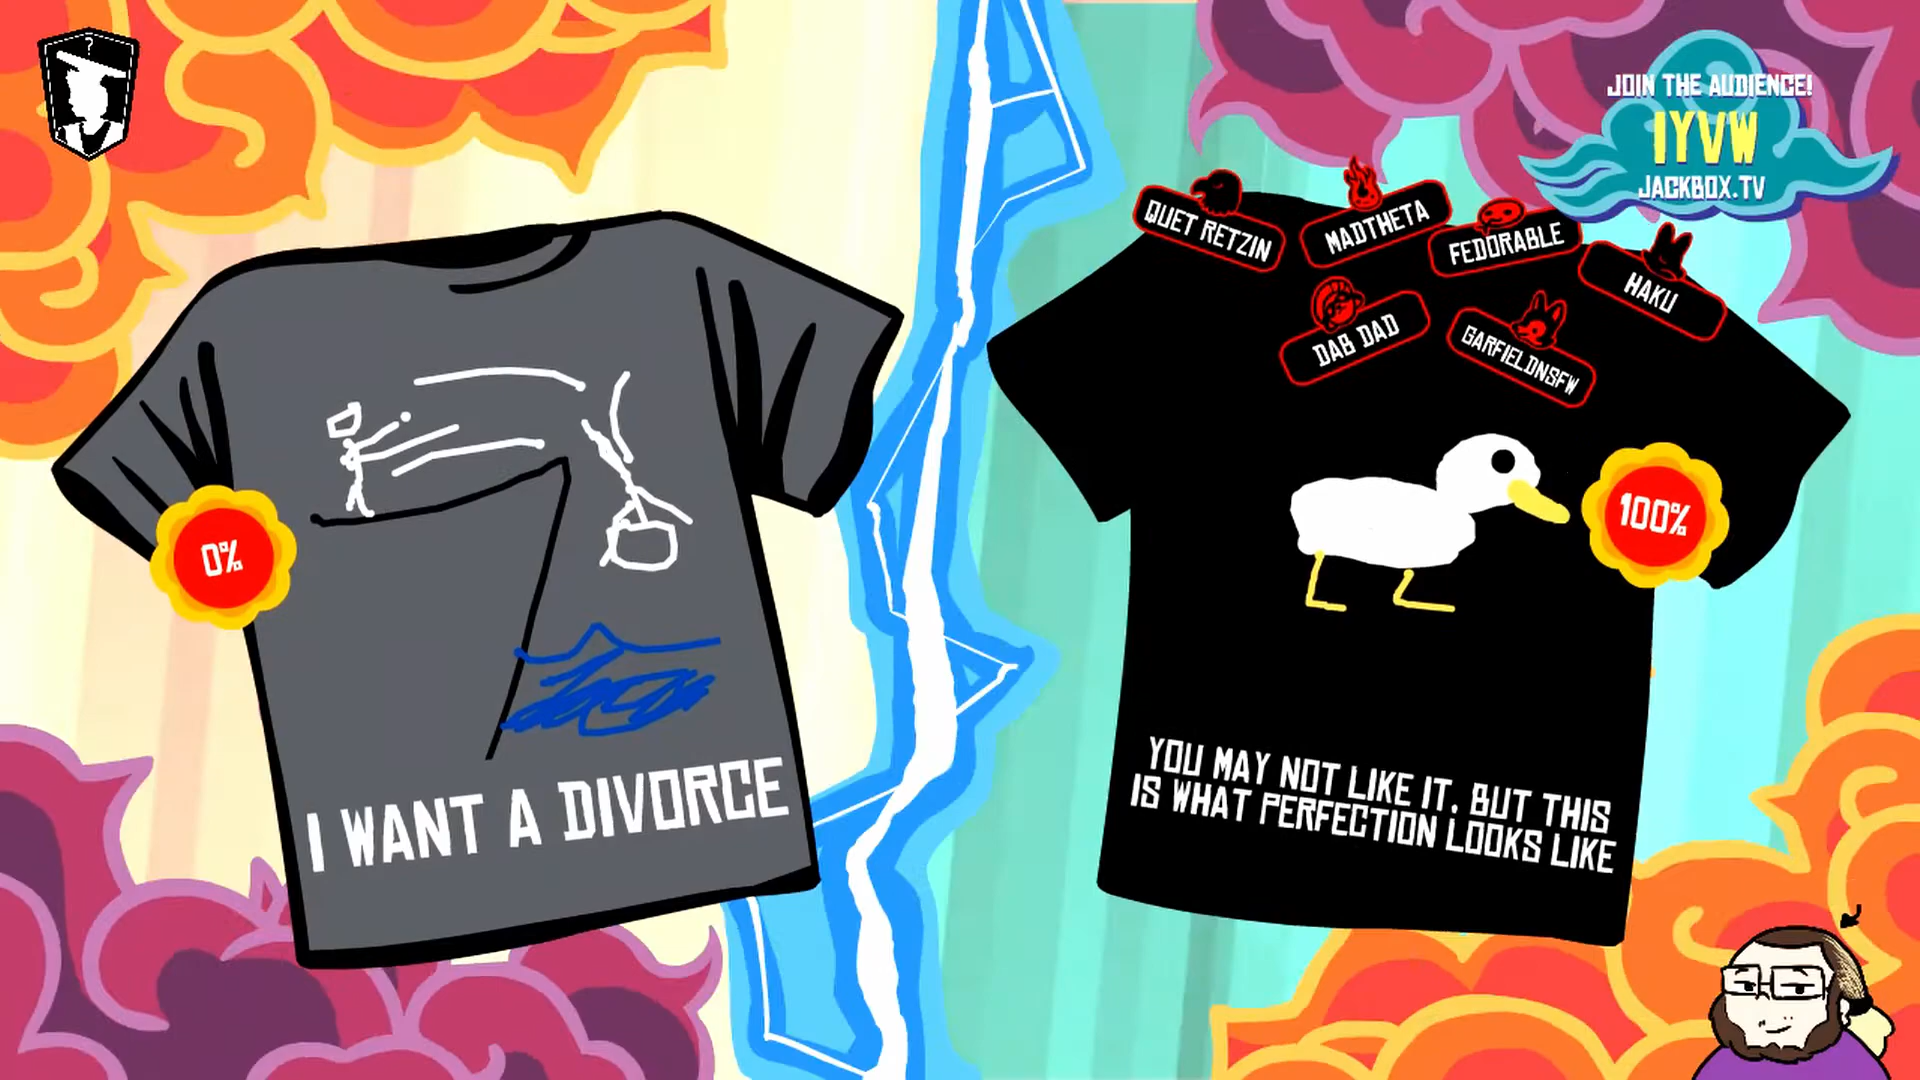 ?
JOIN THE AUDIENCE!
IYVW
JACKBOX.TV
QUET RETZIN
MADTHETA
FEDORABLE
HAKU
DAB DAD
GARFIELDNSFW
0%
100%
I WANT A DIVORCE
YOU MAY NOT LIKE IT. BUT THIS
IS WHAT PERFECTION LOOKS LIKE